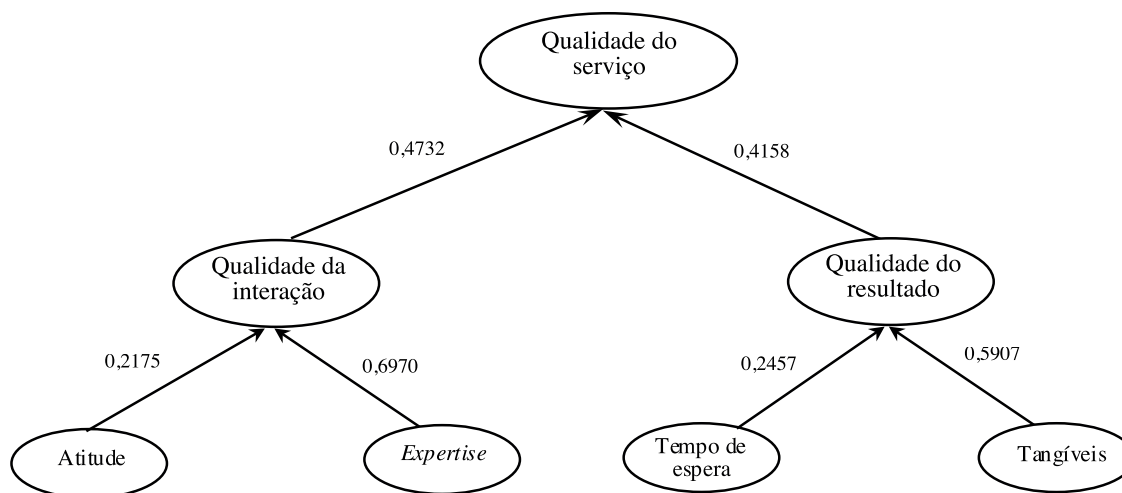 Qualidade do
serviço
0,4732
0,4158
Qualidade da
interação
Qualidade do
resultado
0,2175
0,6970
0,2457
0,5907
Atitude
Expertise
Tempo de
espera
Tangíveis